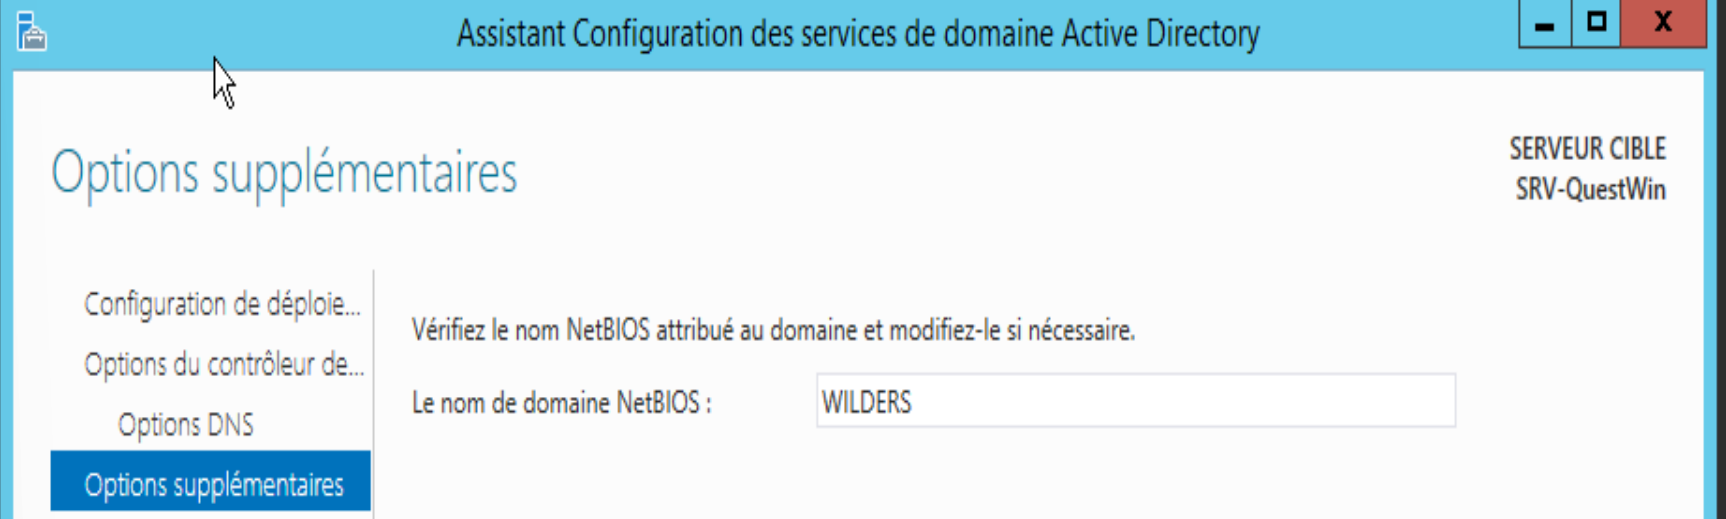 Assistant Configuration des services de domaine Active Directory
X
Options supplémentaires
SERVEUR CIBLE
SRV-QuestWin
Configuration de déploie...
Options du contrôleur de...
Options DNS
Options supplémentaires
Vérifiez le nom NetBIOS attribué au domaine et modifiez-le si nécessaire.
Le nom de domaine NetBIOS : WILDERS